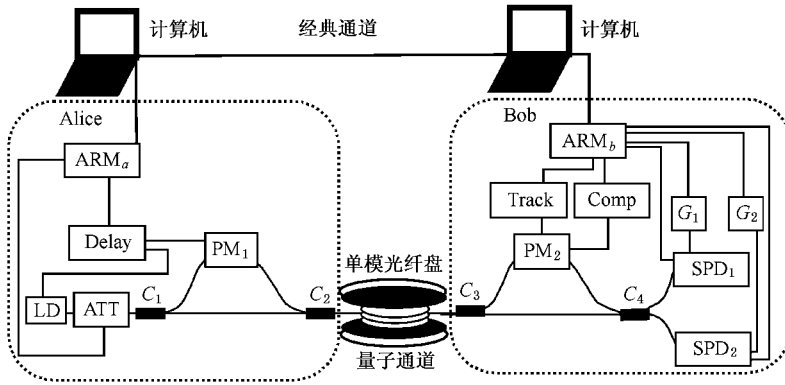 计算机
经典通道
计算机
Alice
Bob
ARMa
ARMb
Track
Comp
G1
G2
Delay
PM1
PM2
单模光纤盘
SPD1
LD
ATT
C1
C2
C3
C4
量子通道
SPD2